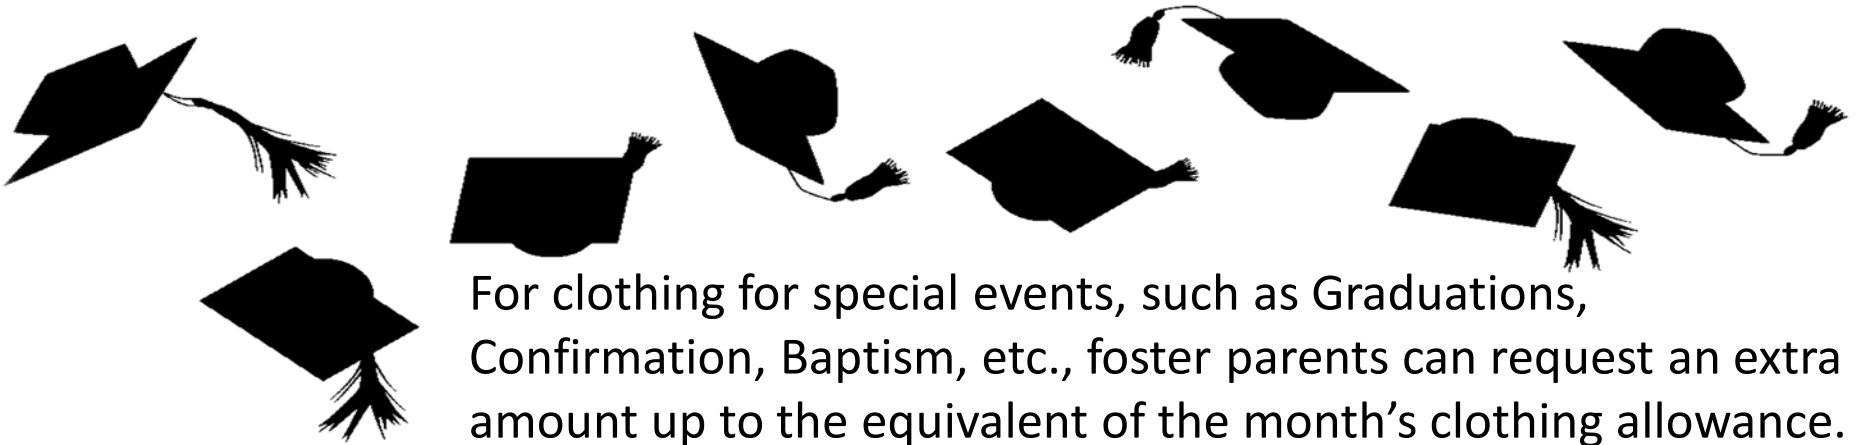 For clothing for special events, such as Graduations,
Confirmation, Baptism, etc., foster parents can request an extra
amount up to the equivalent of the month’s clothing allowance.